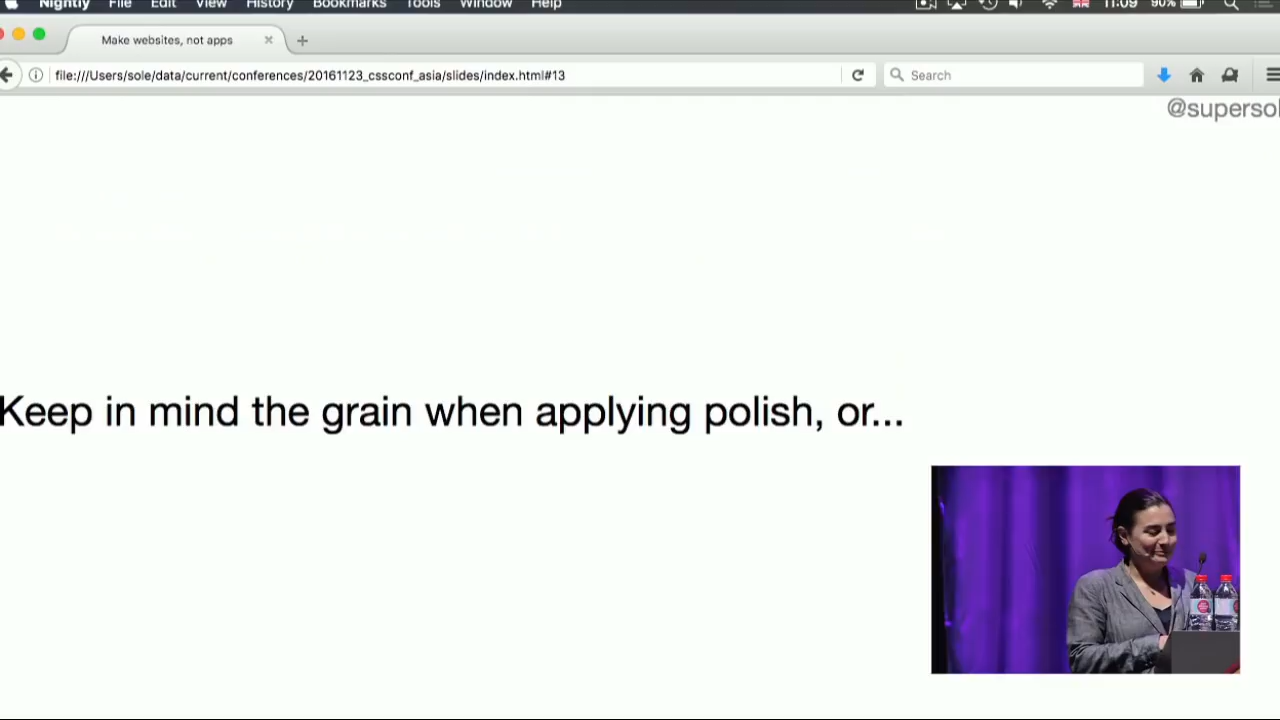 Nightly File Edit View History Bookmarks Tools Window Help 11:09 90%
Make websites, not apps
file:///Users/sole/data/current/conferences/20161123_cssconf_asia/slides/index.html#13
Search
@supersol
Keep in mind the grain when applying polish, or...